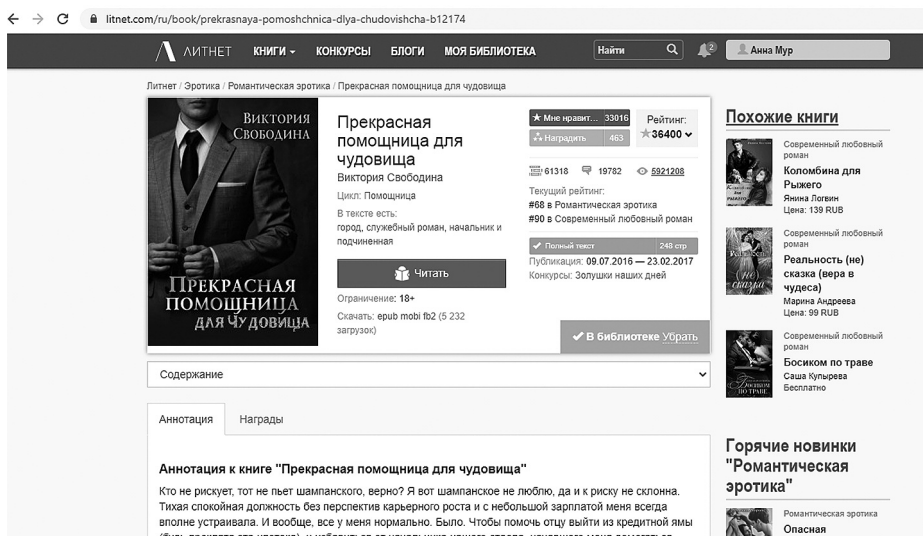 litnet.com/ru/book/prekrasnaya-pomoshchnica-dlya-chudovishcha-b12174
ЛИТНЕТ КНИГИ КОНКУРСЫ БЛОГИ МОЯ БИБЛИОТЕКА Найти 2 Анна Мур
Литнет / Эротика / Романтическая эротика / Прекрасная помощница для чудовища
Виктория
Свободина
Прекрасная
помощница
для Чудовища
Прекрасная
помощница для
чудовища
Виктория Свободина
Цикл: Помощница
В тексте есть:
город, служебный роман, начальник и
подчиненная
Читать
Ограничение: 18+
Скачать: epub mobi fb2 (5 232
загрузок)
Мне нравит... 33016
Наградить 463
Рейтинг:
36400
61318 19782 5921208
Текущий рейтинг:
#68 в Романтическая эротика
#90 в Современный любовный роман
Полный текст 248 стр
Публикация: 09.07.2016 — 23.02.2017
Конкурсы: Золушки наших дней
В библиотеке Убрать
Содержание
Аннотация Награды
Аннотация к книге "Прекрасная помощница для чудовища"
Кто не рискует, тот не пьет шампанского, верно? Я вот шампанское не люблю, да и к риску не склонна.
Тихая спокойная должность без перспектив карьерного роста и с небольшой зарплатой меня всегда
вполне устраивала. И вообще, все у меня нормально. Было. Чтобы помочь отцу выйти из кредитной ямы
Похожие книги
Современный любовный
роман
Коломбина для
Рыжего
Янина Логвин
Цена: 139 RUB
Современный любовный
роман
Реальность (не)
сказка (вера в
чудеса)
Марина Андреева
Цена: 99 RUB
Современный любовный
роман
Босиком по траве
Саша Купырева
Бесплатно
Горячие новинки
"Романтическая
эротика"
Романтическая эротика
Опасная